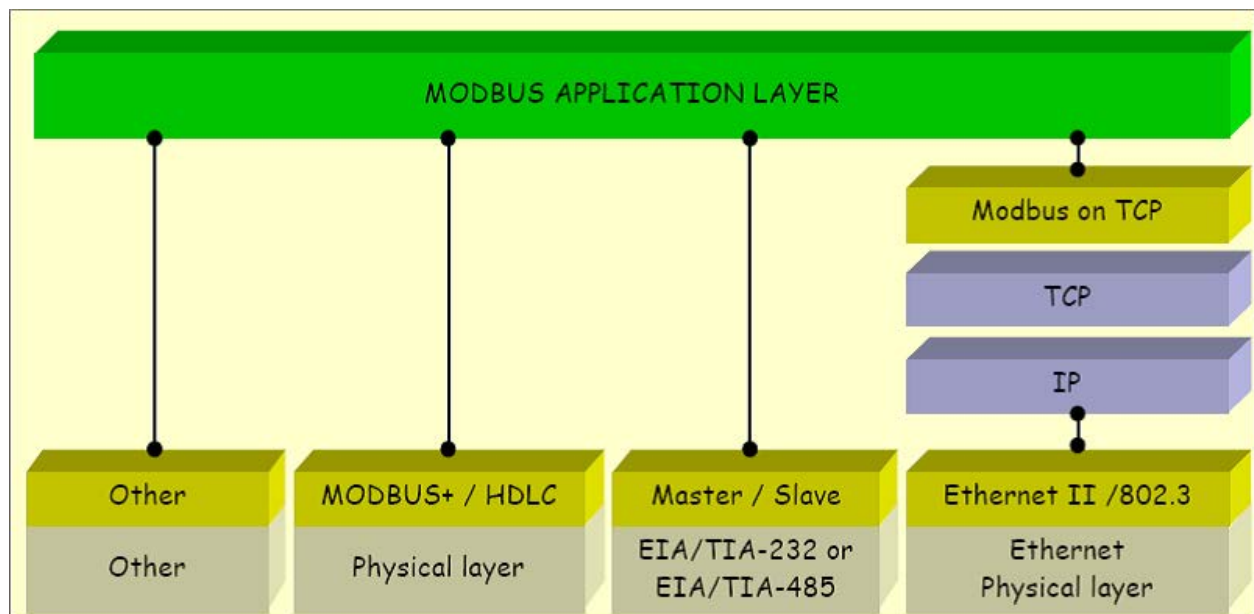 MODBUS APPLICATION LAYER
Modbus on TCP
TCP
IP
Other
MODBUS+ / HDLC
Master / Slave
Ethernet II /802.3
Other
Physical layer
EIA/TIA-232 or
EIA/TIA-485
Ethernet
Physical layer